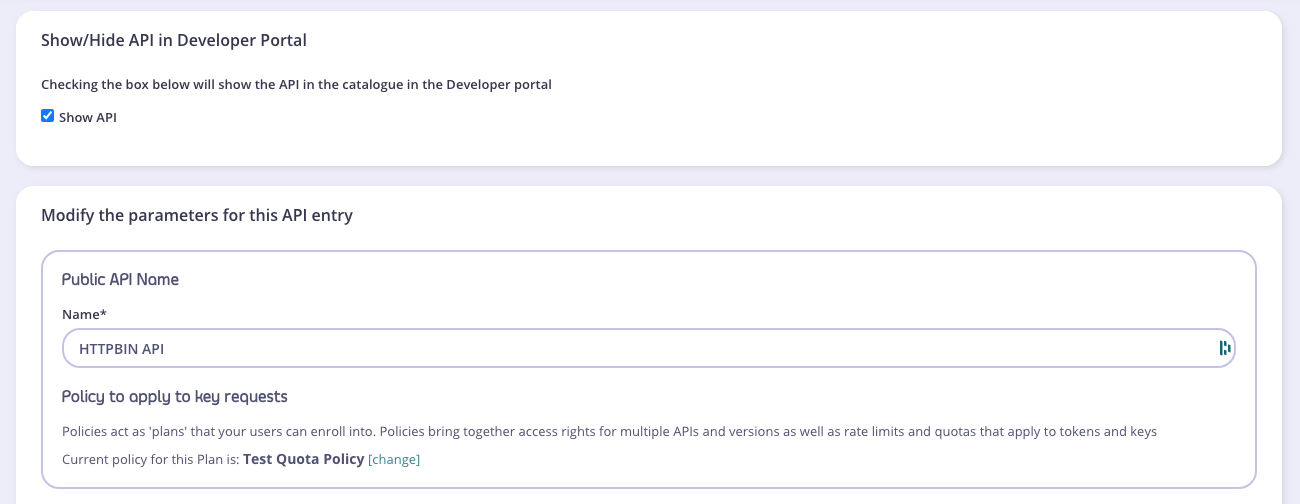 Show/Hide API in Developer Portal
Checking the box below will show the API in the catalogue in the Developer portal
Show API
Modify the parameters for this API entry
Public API Name
Name*
HTTPBIN API
Policy to apply to key requests
Policies act as 'plans' that your users can enroll into. Policies bring together access rights for multiple APIs and versions as well as rate limits and quotas that apply to tokens and keys
Current policy for this Plan is: Test Quota Policy [change]